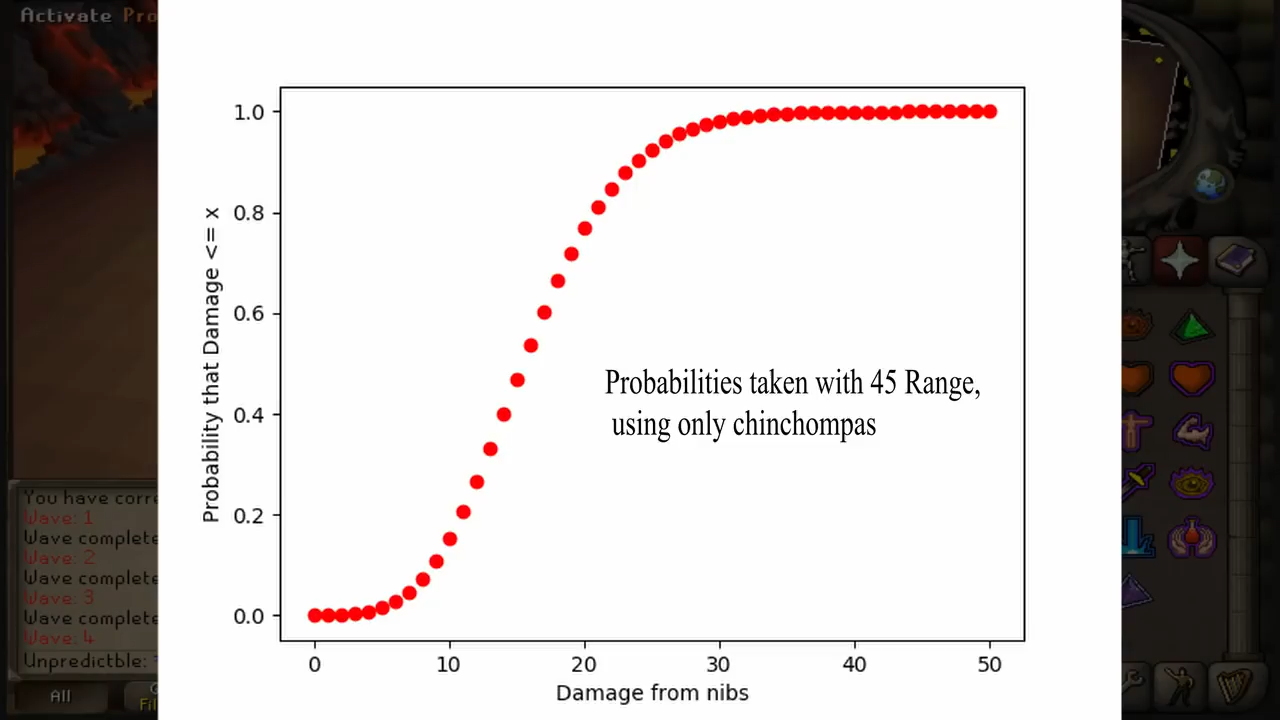 Activate Pro
1.0
0.8
0.6
0.4
0.2
0.0
Probability that Damage <= x
Probabilities taken with 45 Range,
using only chinchompas
0
10
20
30
40
50
Damage from nibs
You have corre
Wave: 1
Wave complete
Wave: 2
Wave complete
Wave: 3
Wave complete
Wave: 4
Unpredictble:
All